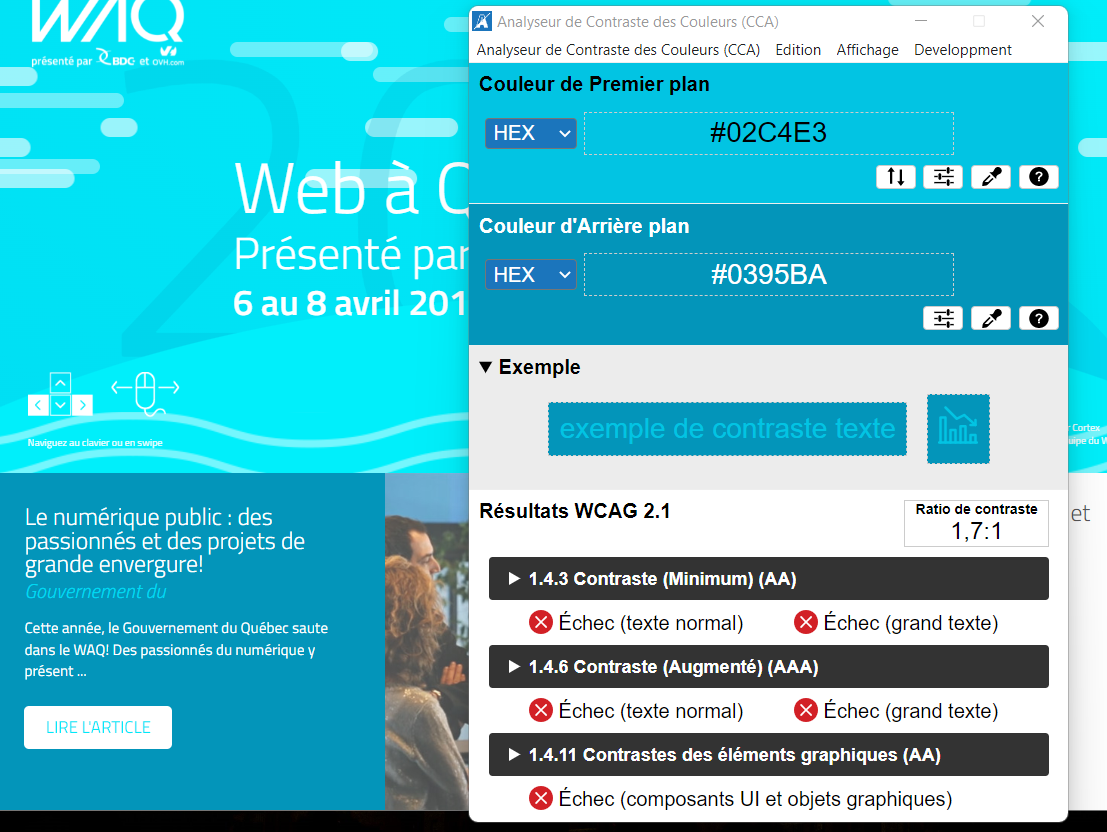 WAQ
présenté par BDC et OVH.com
Web à Q
Présenté par
6 au 8 avril 201
Naviguez au clavier ou en swipe
Le numérique public : des
passionnés et des projets de
grande envergure!
Gouvernement du
Cette année, le Gouvernement du Québec saute
dans le WAQ! Des passionnés du numérique y
présent ...
LIRE L'ARTICLE
Analyseur de Contraste des Couleurs (CCA)
Analyseur de Contraste des Couleurs (CCA) Edition Affichage Developpment
Couleur de Premier plan
HEX #02C4E3
Couleur d'Arrière plan
HEX #0395BA
Exemple
exemple de contraste texte
Résultats WCAG 2.1
Ratio de contraste
1,7:1
1.4.3 Contraste (Minimum) (AA)
Échec (texte normal) Échec (grand texte)
1.4.6 Contraste (Augmenté) (AAA)
Échec (texte normal) Échec (grand texte)
1.4.11 Contrastes des éléments graphiques (AA)
Échec (composants UI et objets graphiques)
r Cortex
uipe du W
et